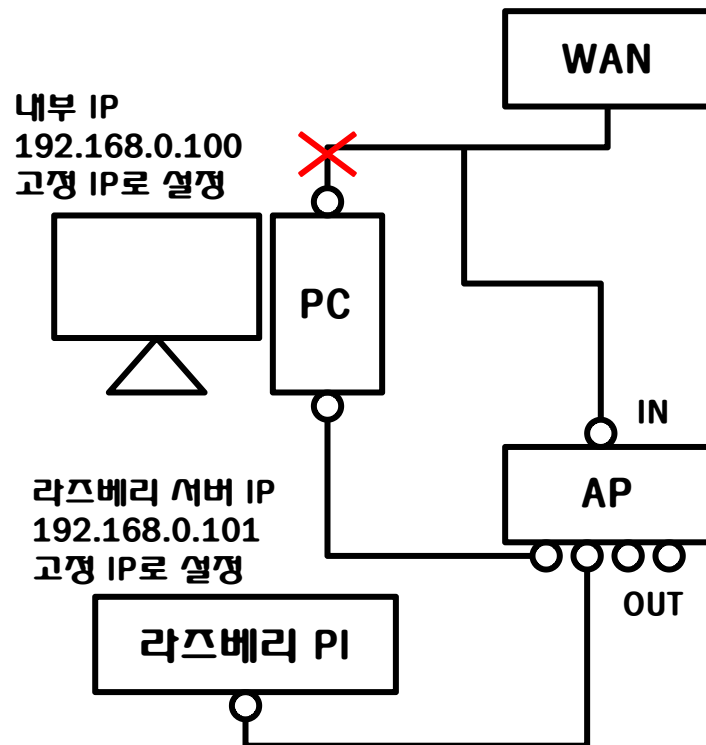 WAN
내부 IP
192.168.0.100
고정 IP로 설정
PC
IN
AP
라즈베리 서버 IP
192.168.0.101
고정 IP로 설정
OUT
라즈베리 PI